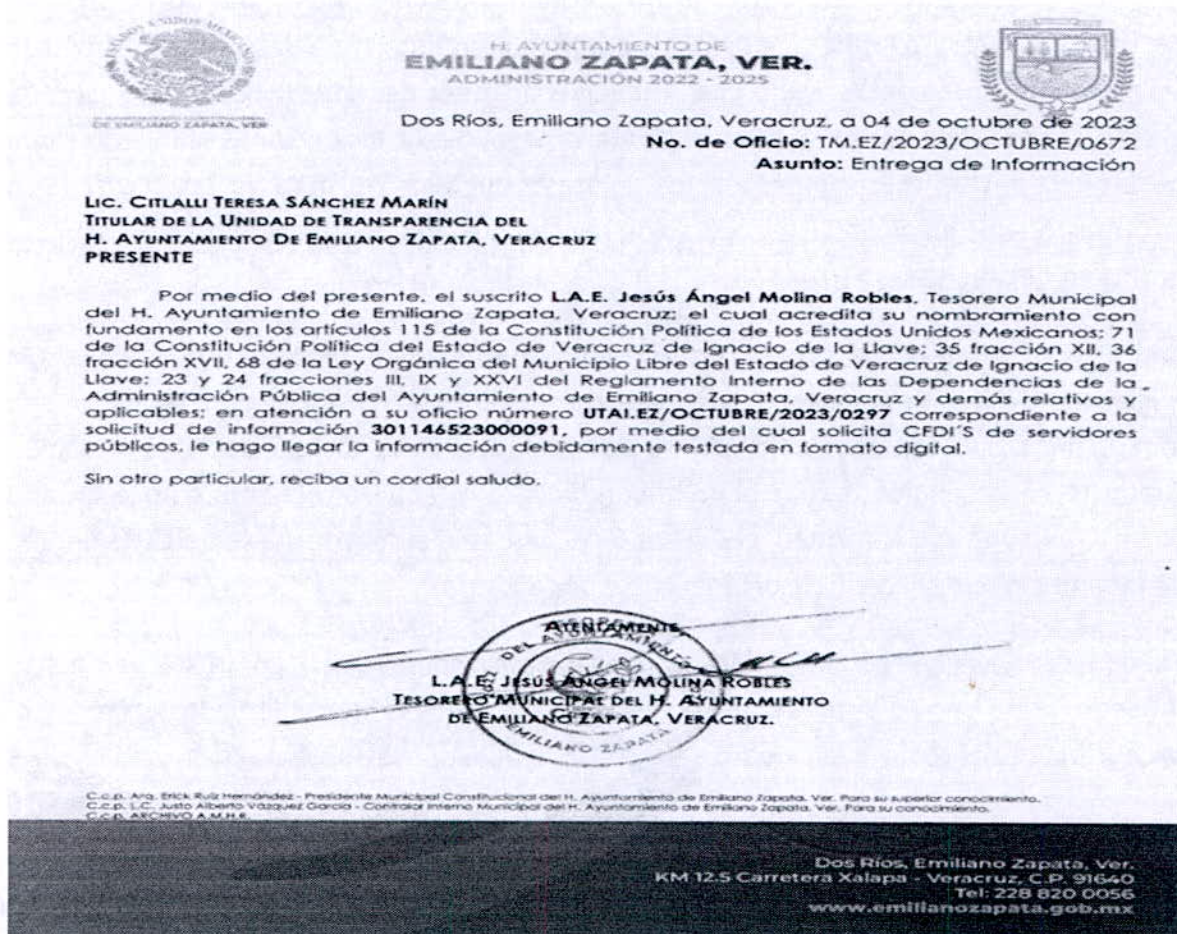 UNIDOS MEXICANOS
DE EMILIANO ZAPATA, VER
H. AYUNTAMIENTO DE
EMILIANO ZAPATA, VER.
ADMINISTRACIÓN 2022 - 2025
Dos Ríos, Emiliano Zapata, Veracruz, a 04 de octubre de 2023
No. de Oficio: TM.EZ/2023/OCTUBRE/0672
Asunto: Entrega de Información
LIC. CITLALLI TERESA SÁNCHEZ MARÍN
TITULAR DE LA UNIDAD DE TRANSPARENCIA DEL
H. AYUNTAMIENTO DE EMILIANO ZAPATA, VERACRUZ
PRESENTE
Por medio del presente, el suscrito L.A.E. Jesús Ángel Molina Robles, Tesorero Municipal
del H. Ayuntamiento de Emiliano Zapata, Veracruz; el cual acredita su nombramiento con
fundamento en los artículos 115 de la Constitución Política de los Estados Unidos Mexicanos; 71
de la Constitución Política del Estado de Veracruz de Ignacio de la Llave; 35 fracción XII, 36
fracción XVII, 68 de la Ley Orgánica del Municipio Libre del Estado de Veracruz de Ignacio de la
Llave; 23 y 24 fracciones III, IX y XXVI del Reglamento Interno de las Dependencias de la
Administración Pública del Ayuntamiento de Emiliano Zapata, Veracruz y demás relativos y
aplicables; en atención a su oficio número UTAI.EZ/OCTUBRE/2023/0297 correspondiente a la
solicitud de información 301146523000091, por medio del cual solicita CFDI´S de servidores
públicos, le hago llegar la información debidamente testada en formato digital.
Sin otro particular, reciba un cordial saludo.
ATENTAMENTE
DEL AYUNTAMIENTO
L.A.E. JESÚS ÁNGEL MOLINA ROBLES
TESORERO MUNICIPAL DEL H. AYUNTAMIENTO
DE EMILIANO ZAPATA, VERACRUZ.
EMILIANO ZAPATA
C.c.p. Arq. Erick Ruiz Hernández - Presidente Municipal Constitucional del H. Ayuntamiento de Emiliano Zapata, Ver. Para su superior conocimiento.
C.c.p. L.C. Justo Alberto Vázquez García - Contralor Interno Municipal del H. Ayuntamiento de Emiliano Zapata, Ver. Para su conocimiento.
C.c.p. ARCHIVO A.M.H.R.
Dos Ríos, Emiliano Zapata, Ver.
KM 12.5 Carretera Xalapa - Veracruz, C.P. 91640
Tel: 228 820 0056
www.emilianozapata.gob.mx